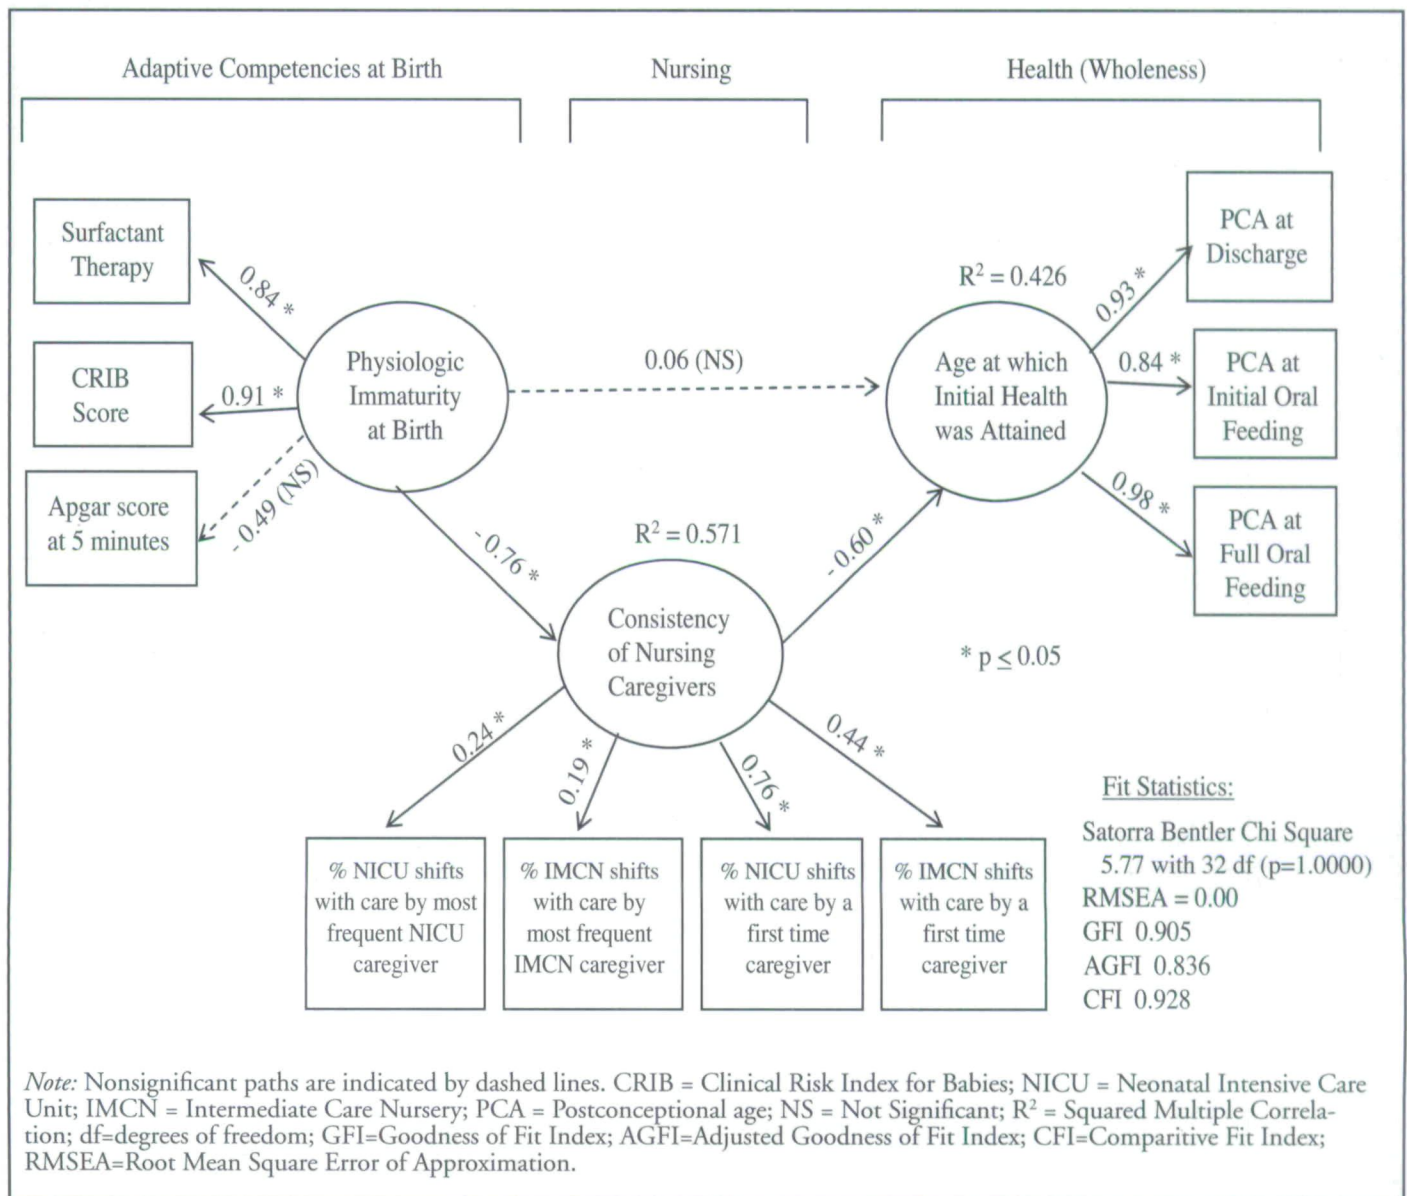 Adaptive Competencies at Birth
Nursing
Health (Wholeness)
Surfactant
Therapy
0.84 *
CRIB
Score
0.91 *
Apgar score
at 5 minutes
- 0.49 (NS)
Physiologic
Immaturity
at Birth
0.06 (NS)
R² = 0.426
Age at which
Initial Health
was Attained
0.93 *
PCA at
Discharge
0.84 *
PCA at
Initial Oral
Feeding
0.98 *
PCA at
Full Oral
Feeding
- 0.76 *
R² = 0.571
- 0.60 *
Consistency
of Nursing
Caregivers
* p ≤ 0.05
0.24 *
0.19 *
0.76 *
0.44 *
% NICU shifts
with care by most
frequent NICU
caregiver
% IMCN shifts
with care by
most frequent
IMCN caregiver
% NICU shifts
with care by a
first time
caregiver
% IMCN shifts
with care by a
first time
caregiver
Fit Statistics:
Satorra Bentler Chi Square
5.77 with 32 df (p=1.0000)
RMSEA = 0.00
GFI 0.905
AGFI 0.836
CFI 0.928
Note: Nonsignificant paths are indicated by dashed lines. CRIB = Clinical Risk Index for Babies; NICU = Neonatal Intensive Care
Unit; IMCN = Intermediate Care Nursery; PCA = Postconceptional age; NS = Not Significant; R² = Squared Multiple Correla-
tion; df=degrees of freedom; GFI=Goodness of Fit Index; AGFI=Adjusted Goodness of Fit Index; CFI=Comparitive Fit Index;
RMSEA=Root Mean Square Error of Approximation.